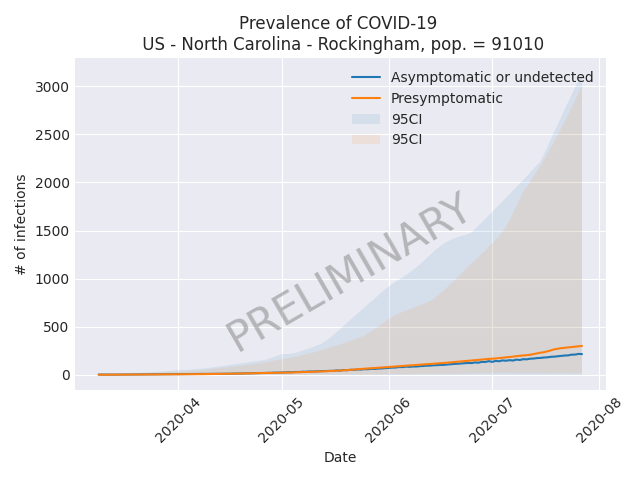 Prevalence of COVID-19
US - North Carolina - Rockingham, pop. = 91010
Asymptomatic or undetected
Presymptomatic
95CI
95CI
# of infections
3000
2500
2000
1500
1000
500
0
PRELIMINARY
2020-04
2020-05
2020-06
2020-07
2020-08
Date